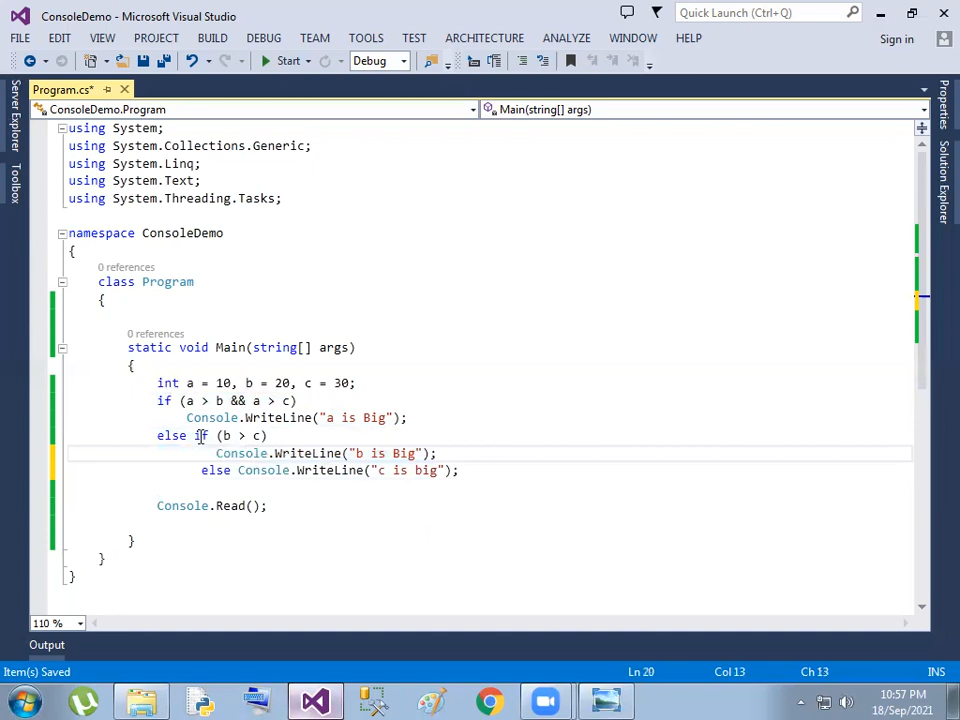 ConsoleDemo - Microsoft Visual Studio
Quick Launch (Ctrl+Q)
FILE EDIT VIEW PROJECT BUILD DEBUG TEAM TOOLS TEST ARCHITECTURE ANALYZE WINDOW HELP
Sign in
Start Debug
Program.cs*
Server Explorer
Toolbox
Properties
Solution Explorer
ConsoleDemo.Program Main(string[] args)
using System;
using System.Collections.Generic;
using System.Linq;
using System.Text;
using System.Threading.Tasks;
namespace ConsoleDemo
{
0 references
class Program
{
0 references
static void Main(string[] args)
{
int a = 10, b = 20, c = 30;
if (a > b && a > c)
Console.WriteLine("a is Big");
else if (b > c)
Console.WriteLine("b is Big");
else Console.WriteLine("c is big");
Console.Read();
}
}
}
110 %
Output
Item(s) Saved Ln 20 Col 13 Ch 13 INS
10:57 PM
18/Sep/2021